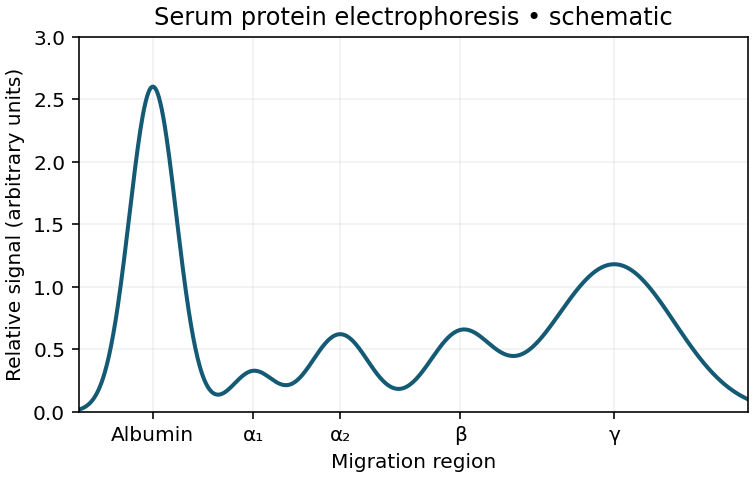 Serum protein electrophoresis • schematic
Relative signal (arbitrary units)
3.0
2.5
2.0
1.5
1.0
0.5
0.0
Albumin α₁ α₂ β γ
Migration region